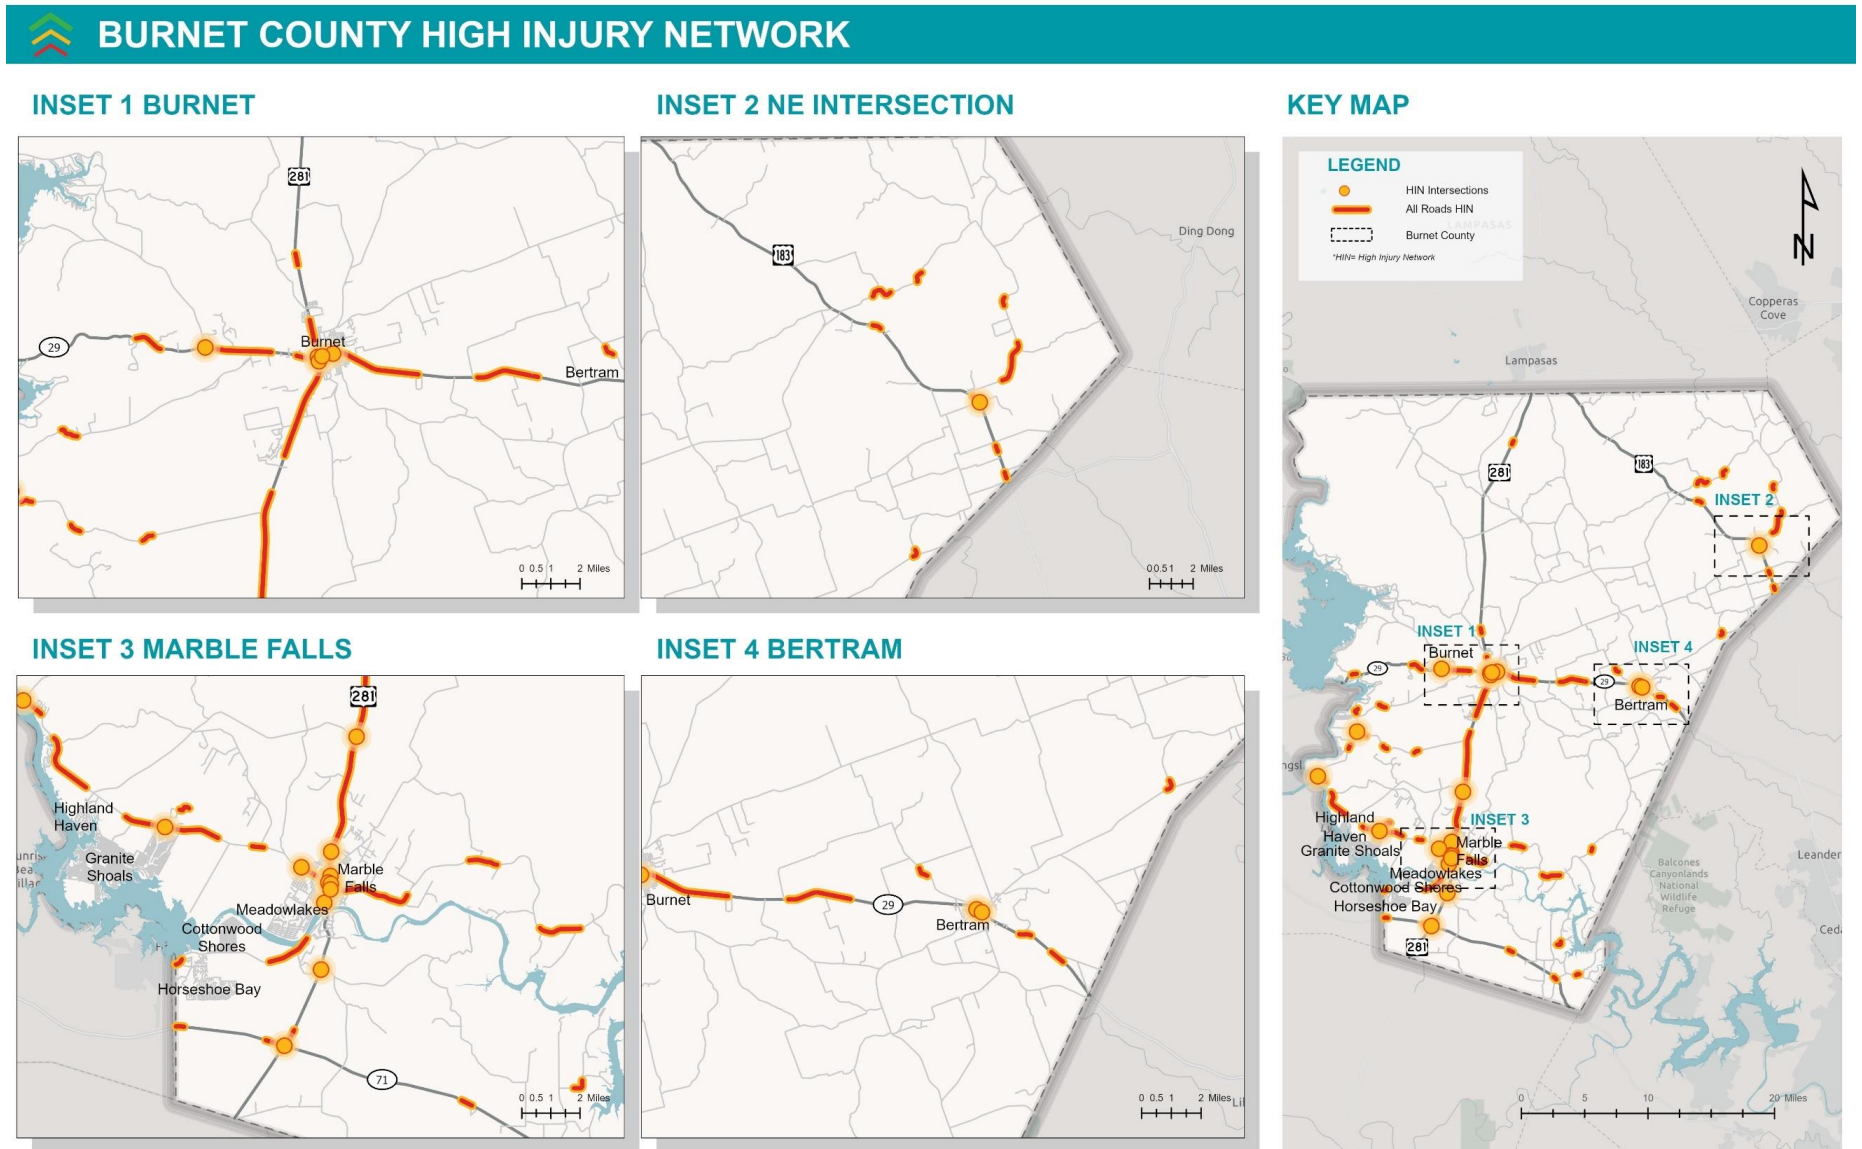 BURNET COUNTY HIGH INJURY NETWORK
INSET 1 BURNET
281
29
Burnet
Bertram
0 0.5 1 2 Miles
INSET 2 NE INTERSECTION
183
Ding Dong
0 0.5 1 2 Miles
INSET 3 MARBLE FALLS
281
Highland
Haven
Granite
Shoals
Marble
Falls
Meadowlakes
Cottonwood
Shores
Horseshoe Bay
71
0 0.5 1 2 Miles
INSET 4 BERTRAM
Burnet
29
Bertram
0 0.5 1 2 Miles
KEY MAP
LEGEND
HIN Intersections
All Roads HIN
LAMPASAS
Burnet County
*HIN= High Injury Network
N
Copperas
Cove
Lampasas
281
183
INSET 2
INSET 1
Burnet
29
INSET 4
29
Bertram
INSET 3
Highland
Haven
Granite Shoals
Marble
Falls
Meadowlakes
Cottonwood Shores
Horseshoe Bay
281
Balcones
Canyonlands
National
Wildlife
Refuge
Leander
0 5 10 20 Miles